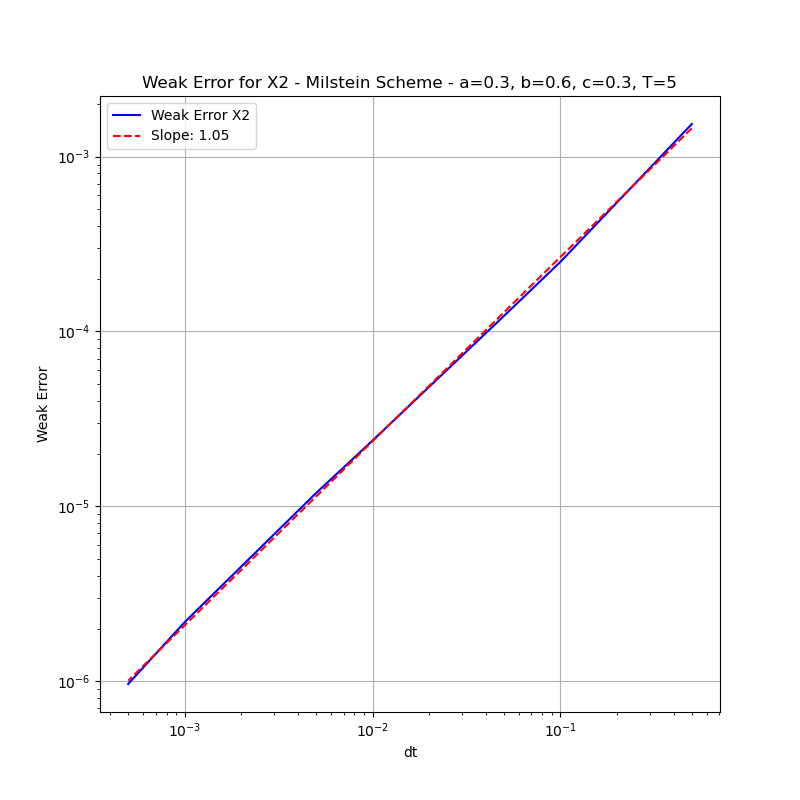 Weak Error for X2 - Milstein Scheme - a=0.3, b=0.6, c=0.3, T=5
Weak Error X2
Slope: 1.05
10⁻³
10⁻⁴
10⁻⁵
10⁻⁶
Weak Error
10⁻³ 10⁻² 10⁻¹
dt